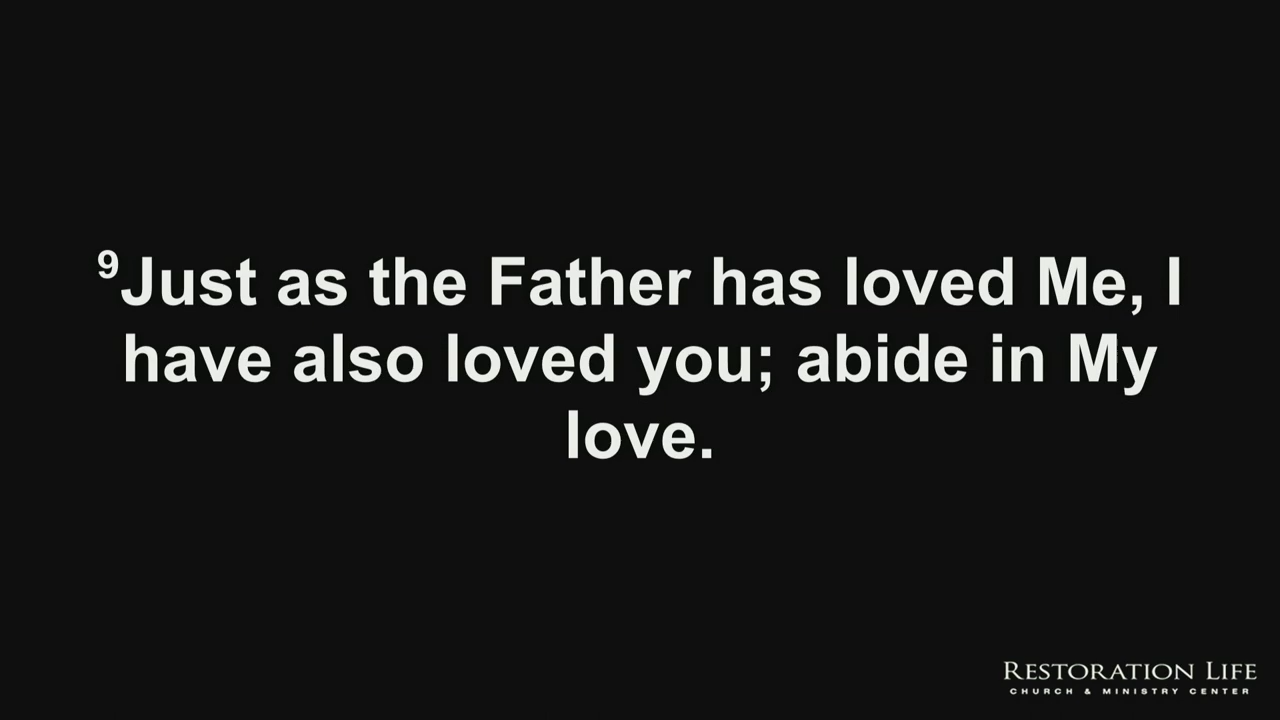 ⁹Just as the Father has loved Me, I
have also loved you; abide in My
love.
RESTORATION LIFE
CHURCH & MINISTRY CENTER